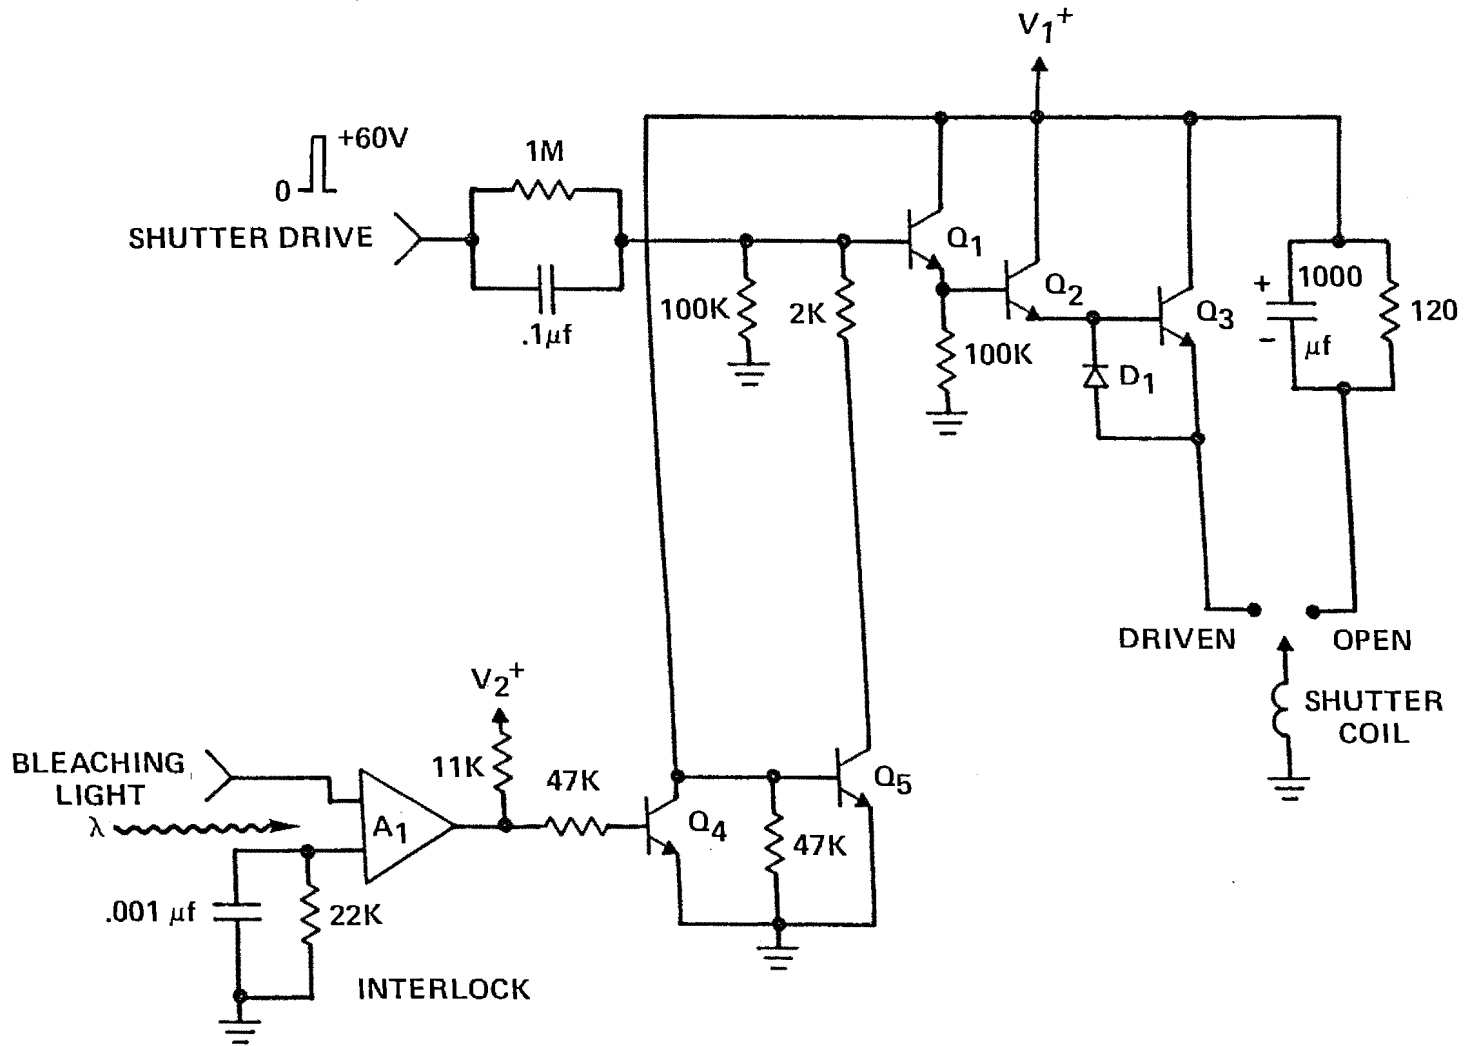 V₁⁺
+60V
0
1M
SHUTTER DRIVE
.1μf
100K
2K
Q₁
100K
Q₂
D₁
Q₃
+
1000
μf
−
120
DRIVEN
OPEN
SHUTTER
COIL
V₂⁺
11K
47K
BLEACHING
LIGHT
λ
A₁
Q₄
47K
Q₅
.001 μf
22K
INTERLOCK